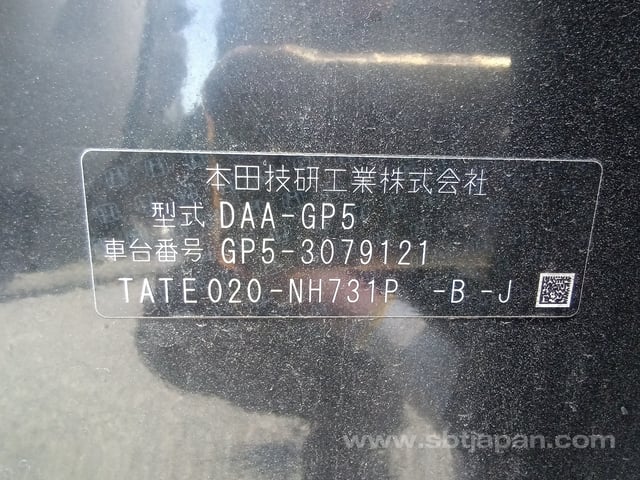 本田技研工業株式会社
型式 DAA-GP5
車台番号 GP5-3079121
TATE020-NH731P -B -J
www.sbtjapan.com